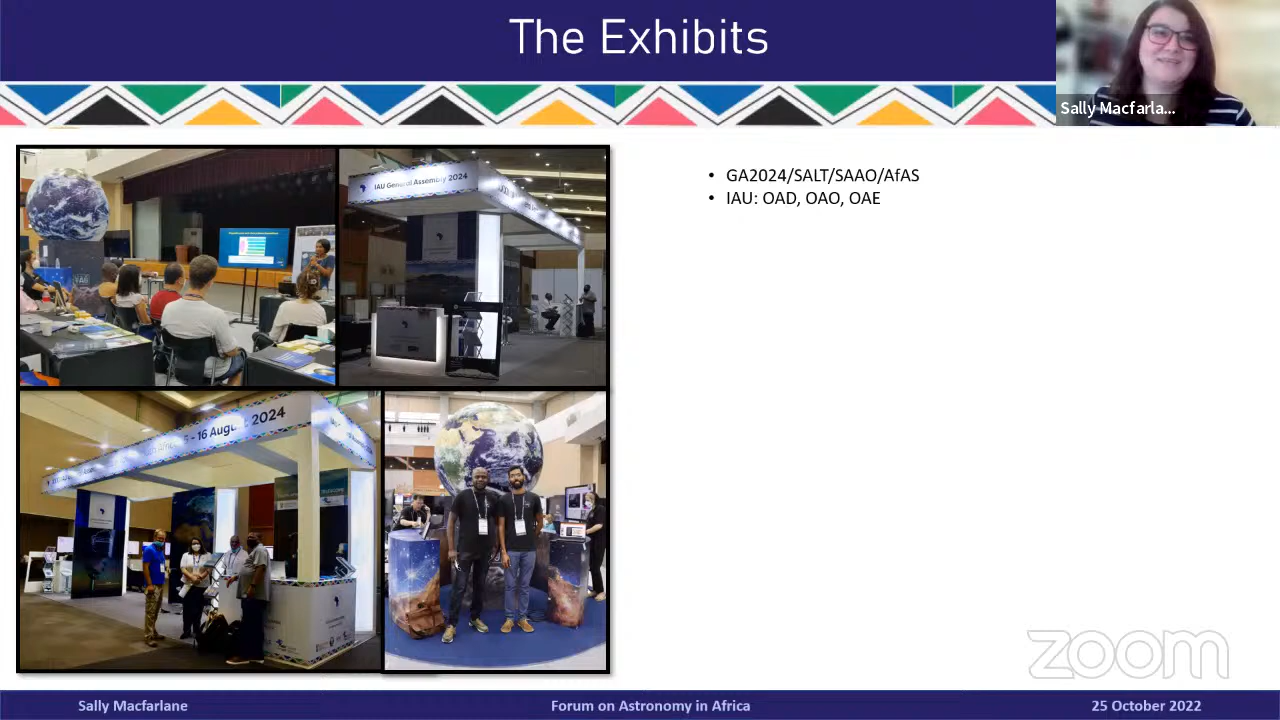 The Exhibits
Sally Macfarla...
IAU General Assembly 2024
- 16 August 2024
• GA2024/SALT/SAAO/AfAS
• IAU: OAD, OAO, OAE
zoom
Sally Macfarlane
Forum on Astronomy in Africa
25 October 2022